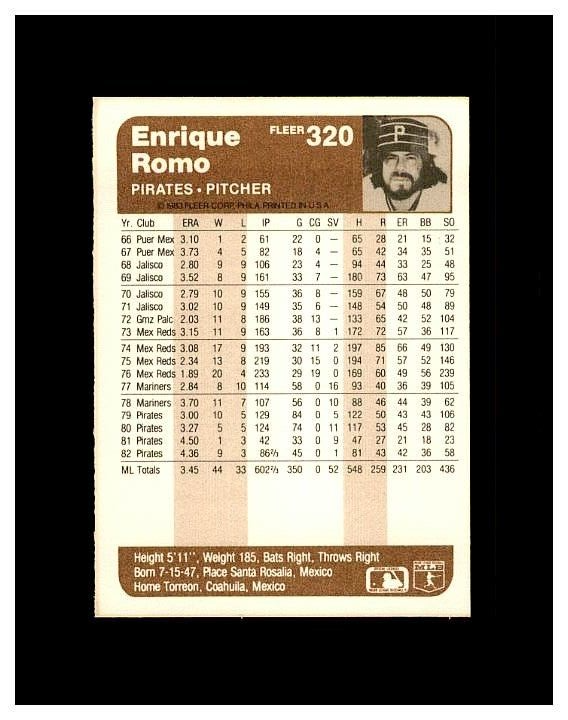 Enrique
Romo
FLEER 320
P
PIRATES • PITCHER
© 1983 FLEER CORP. PHILA. PRINTED IN U.S.A.
Yr. Club ERA W L IP G CG SV H R ER BB SO
66 Puer Mex 3.10 1 2 61 22 0 — 65 28 21 15 32
67 Puer Mex 3.73 4 5 82 18 4 — 65 42 34 35 51
68 Jalisco 2.80 9 9 106 23 4 — 94 44 33 25 48
69 Jalisco 3.52 8 9 161 33 7 — 180 73 63 47 95
70 Jalisco 2.79 10 9 155 36 8 — 159 67 48 50 79
71 Jalisco 3.02 10 9 149 35 6 — 148 54 50 48 89
72 Gmz Palc 2.03 11 8 186 38 13 — 133 65 42 52 104
73 Mex Reds 3.15 11 9 163 36 8 1 172 72 57 36 117
74 Mex Reds 3.08 17 9 193 32 11 2 197 85 66 49 130
75 Mex Reds 2.34 13 8 219 30 15 0 194 71 57 52 146
76 Mex Reds 1.89 20 4 233 29 19 0 169 60 49 56 239
77 Mariners 2.84 8 10 114 58 0 16 93 40 36 39 105
78 Mariners 3.70 11 7 107 56 0 10 88 46 44 39 62
79 Pirates 3.00 10 5 129 84 0 5 122 50 43 43 106
80 Pirates 3.27 5 5 124 74 0 11 117 53 45 28 82
81 Pirates 4.50 1 3 42 33 0 9 47 27 21 18 23
82 Pirates 4.36 9 3 86⅔ 45 0 1 81 43 42 36 58
ML Totals 3.45 44 33 602⅔ 350 0 52 548 259 231 203 436
Height 5'11", Weight 185, Bats Right, Throws Right
Born 7-15-47, Place Santa Rosalia, Mexico
Home Torreon, Coahuila, Mexico